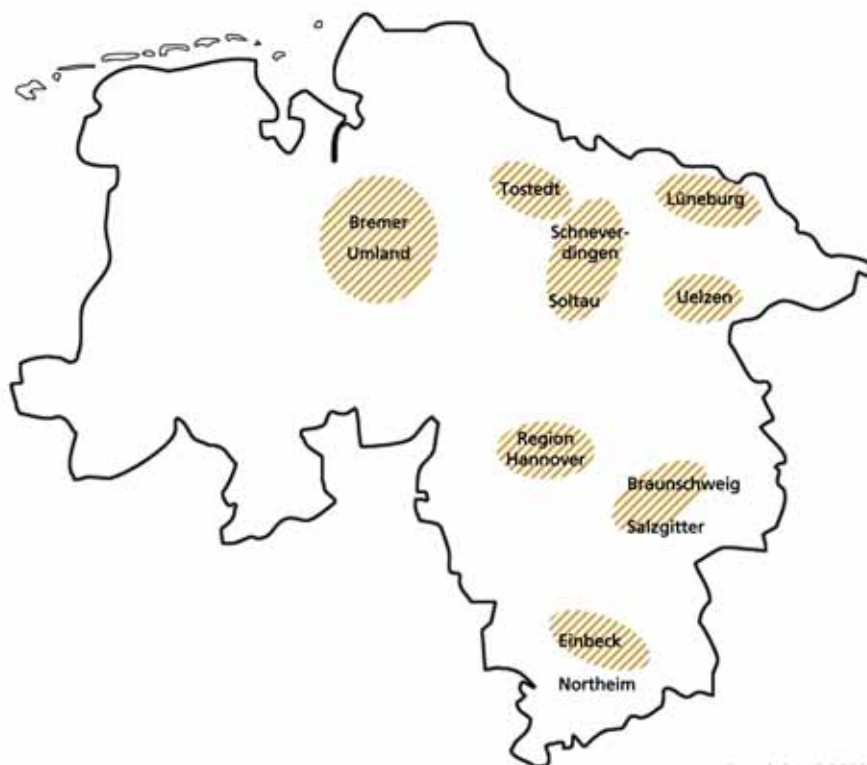 Tostedt
Lüneburg
Bremer
Umland
Schnever-
dingen
Soltau
Uelzen
Region
Hannover
Braunschweig
Salzgitter
Einbeck
Northeim